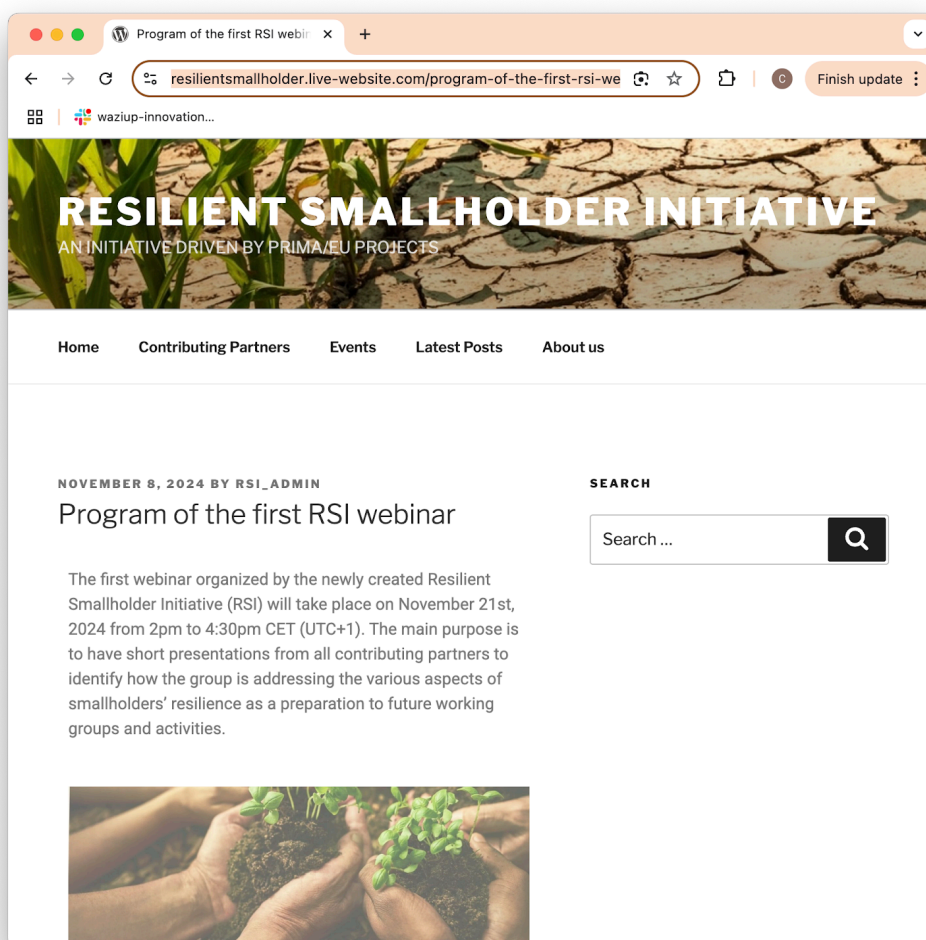 Program of the first RSI webin
resilientsmallholder.live-website.com/program-of-the-first-rsi-we
C
Finish update
waziup-innovation...
RESILIENT SMALLHOLDER INITIATIVE
AN INITIATIVE DRIVEN BY PRIMA/EU PROJECTS
Home Contributing Partners Events Latest Posts About us
NOVEMBER 8, 2024 BY RSI_ADMIN
Program of the first RSI webinar
The first webinar organized by the newly created Resilient
Smallholder Initiative (RSI) will take place on November 21st,
2024 from 2pm to 4:30pm CET (UTC+1). The main purpose is
to have short presentations from all contributing partners to
identify how the group is addressing the various aspects of
smallholders’ resilience as a preparation to future working
groups and activities.
SEARCH
Search ...